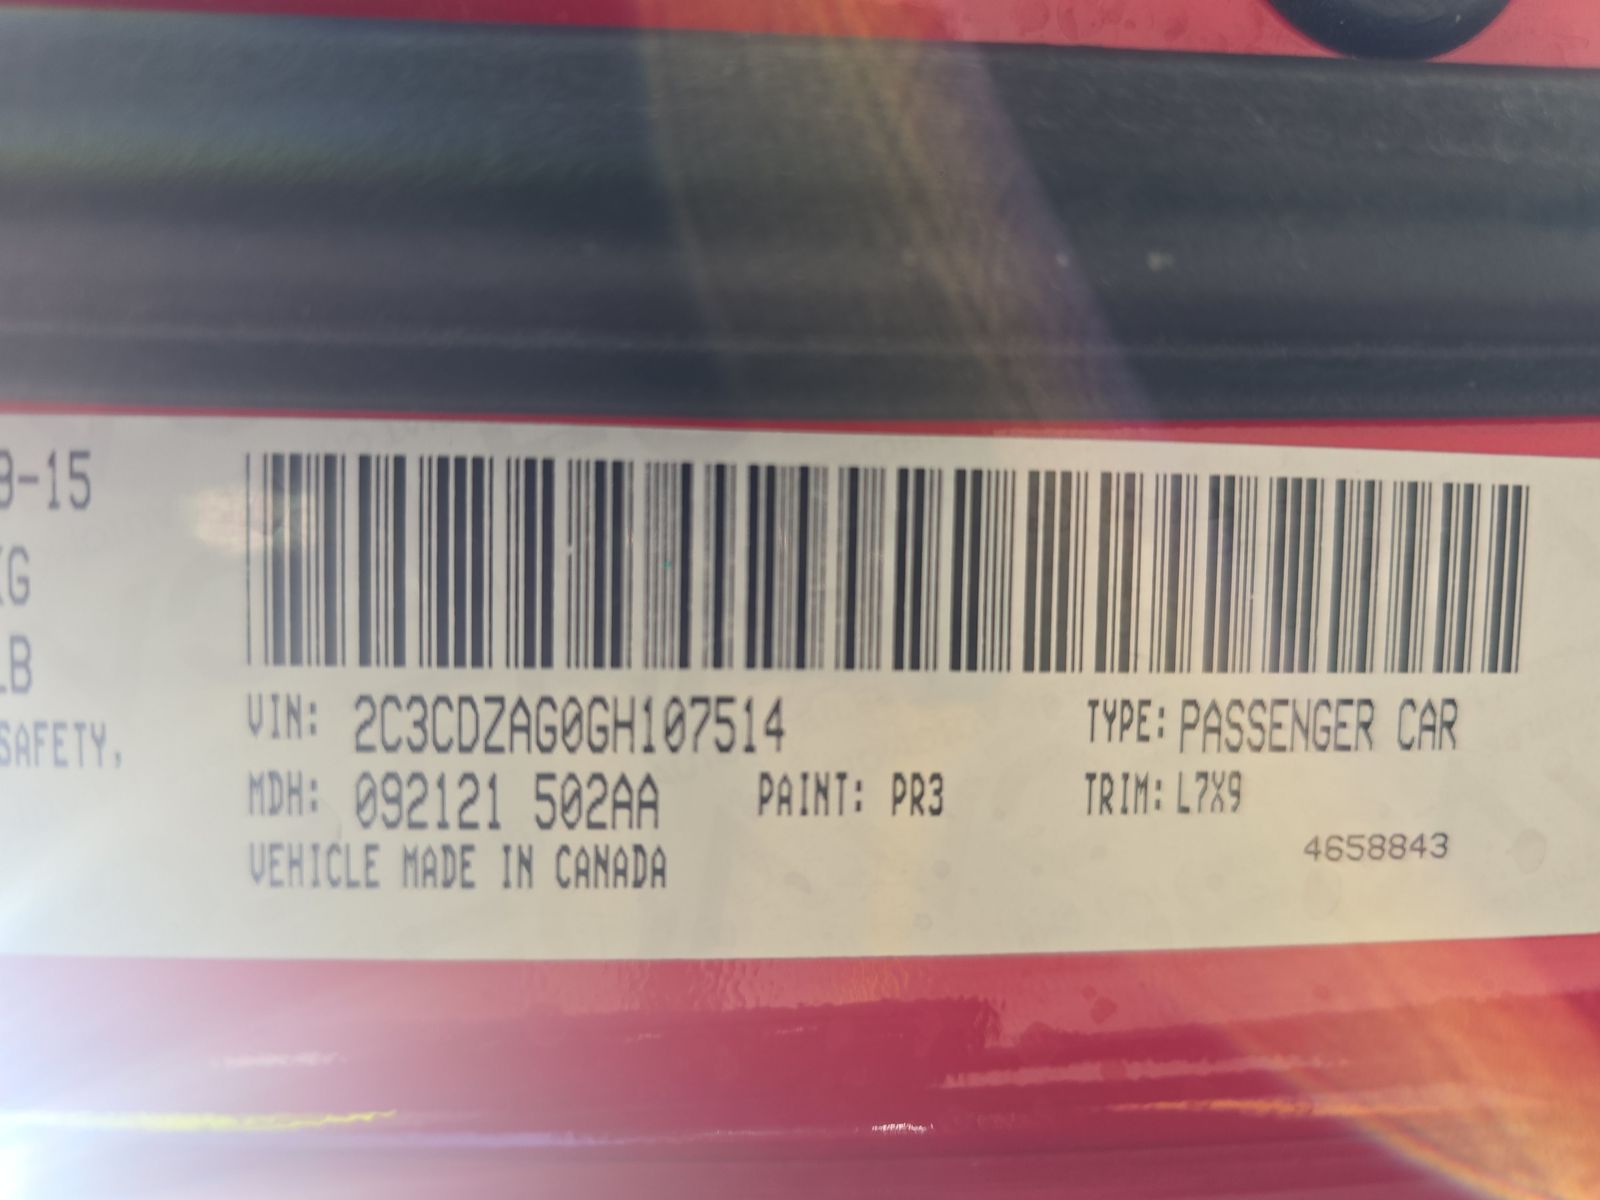 9-15
KG
LB
SAFETY,
VIN: 2C3CDZAG0GH107514 TYPE: PASSENGER CAR
MDH: 092121 502AA PAINT: PR3 TRIM: L7X9
VEHICLE MADE IN CANADA
4658843